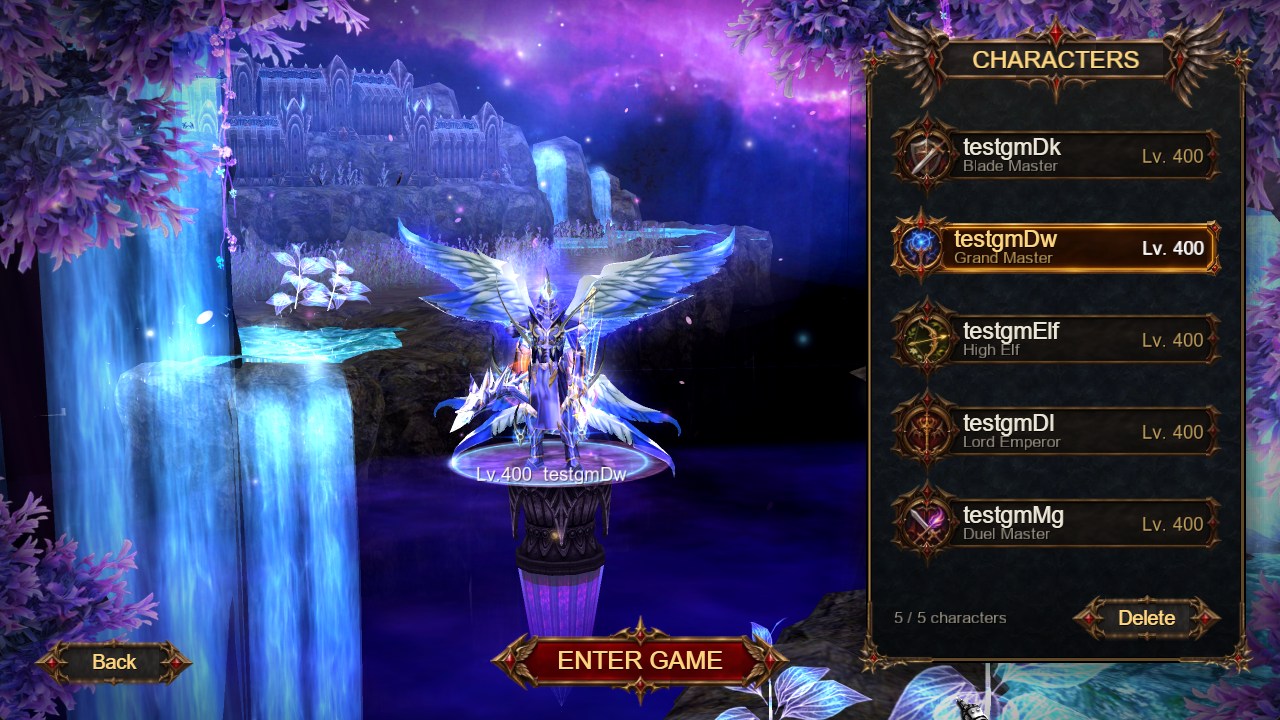 CHARACTERS
testgmDk
Blade Master
Lv. 400
testgmDw
Grand Master
Lv. 400
testgmElf
High Elf
Lv. 400
testgmDl
Lord Emperor
Lv. 400
testgmMg
Duel Master
Lv. 400
5 / 5 characters
Delete
Lv.400 testgmDw
Back
ENTER GAME